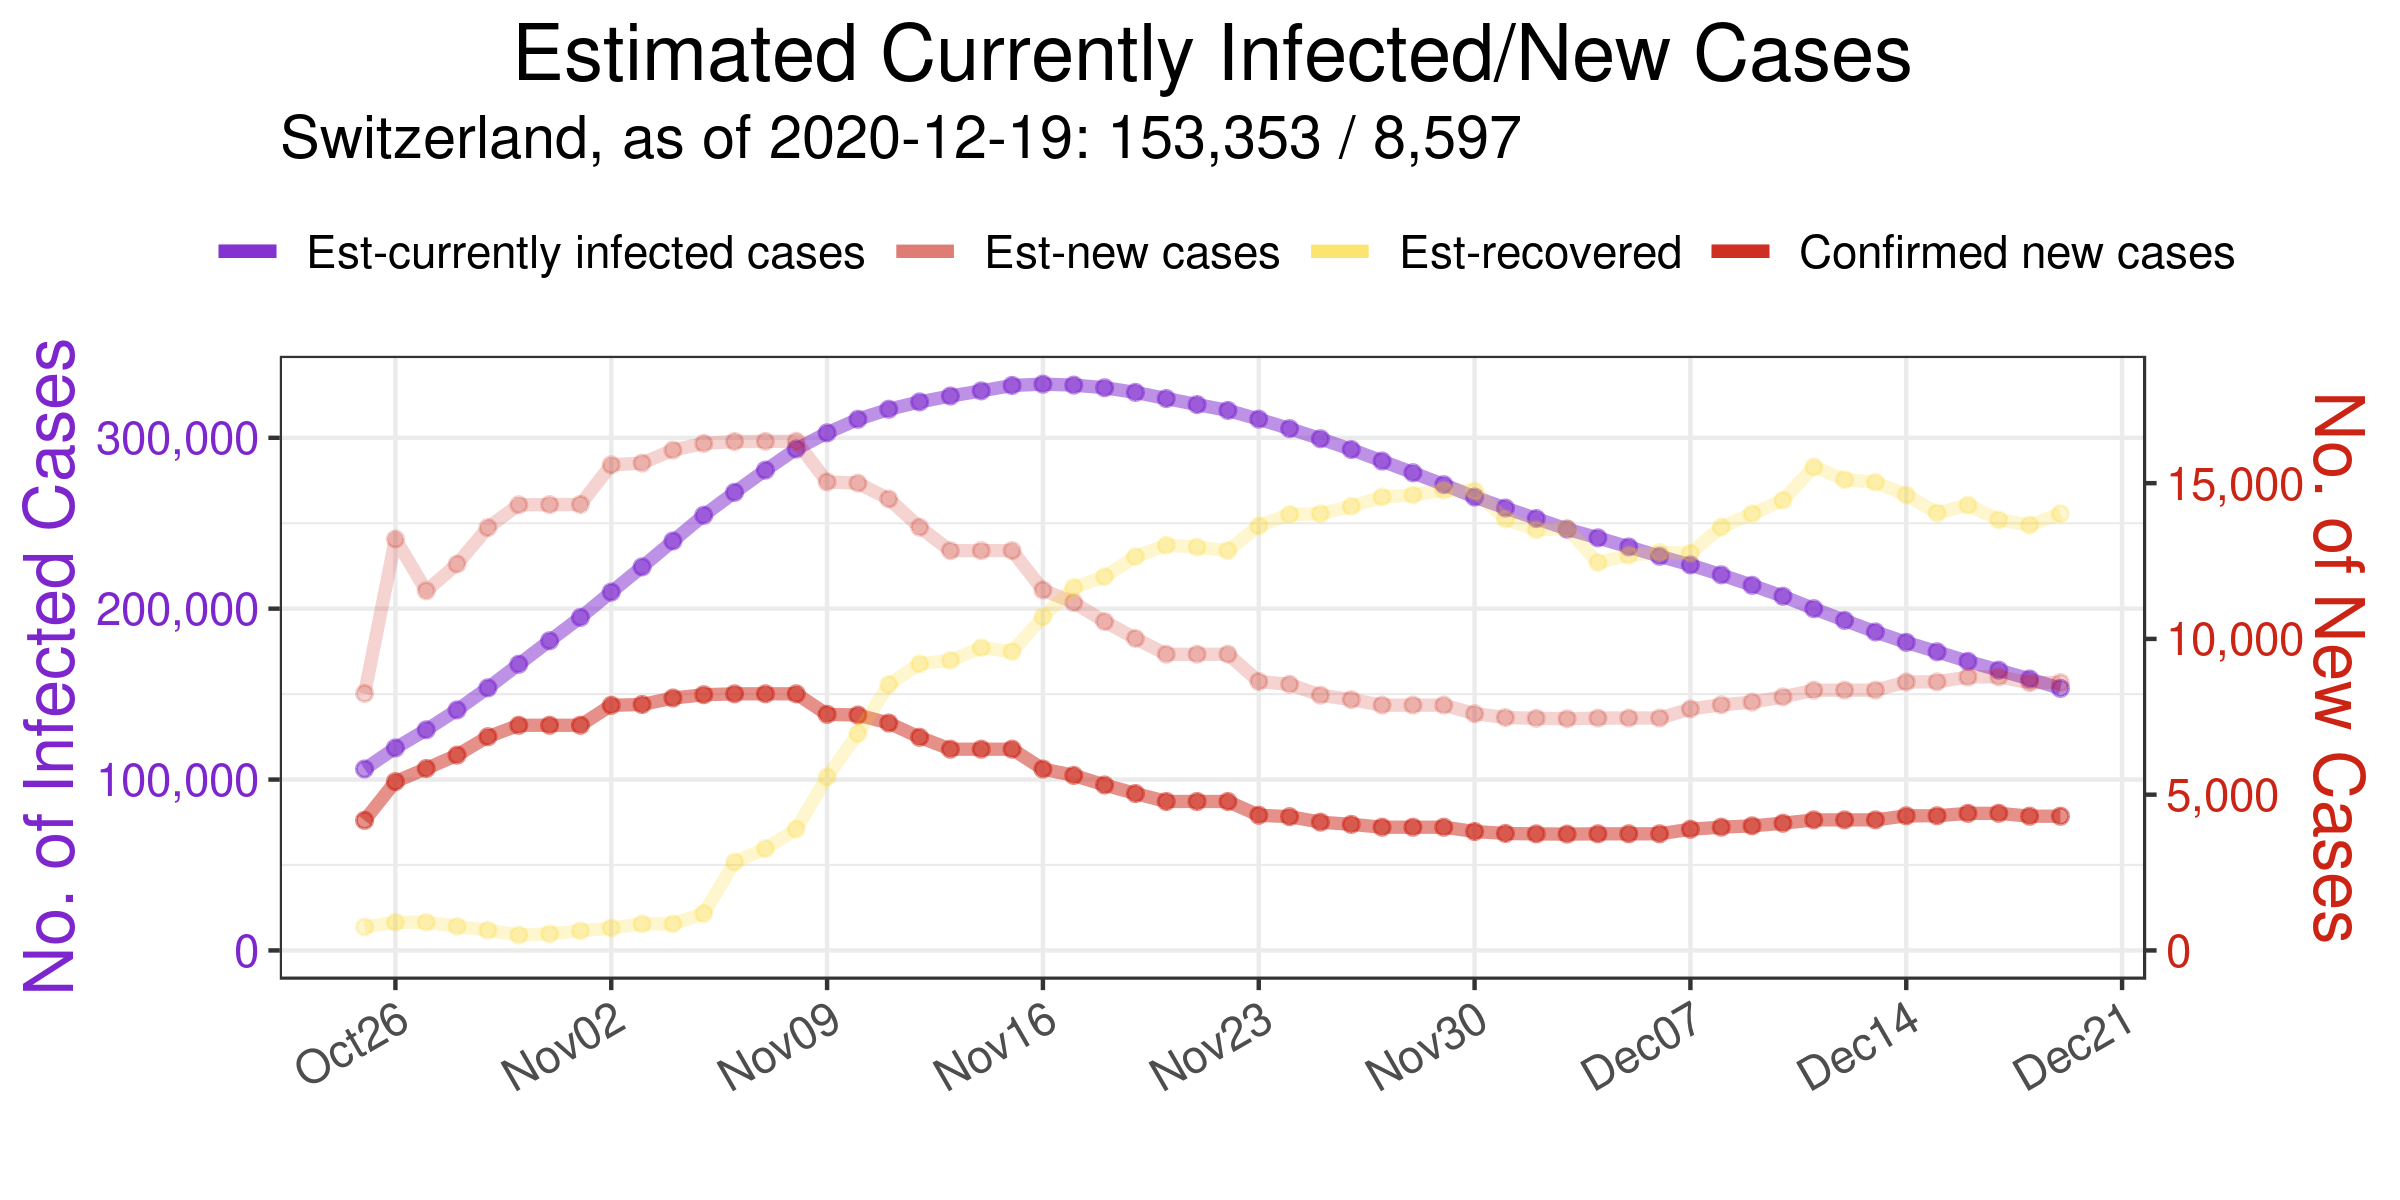 Estimated Currently Infected/New Cases
Switzerland, as of 2020-12-19: 153,353 / 8,597
Est-currently infected cases Est-new cases Est-recovered Confirmed new cases
No. of Infected Cases
300,000
200,000
100,000
0
No. of New Cases
15,000
10,000
5,000
0
Oct26 Nov02 Nov09 Nov16 Nov23 Nov30 Dec07 Dec14 Dec21